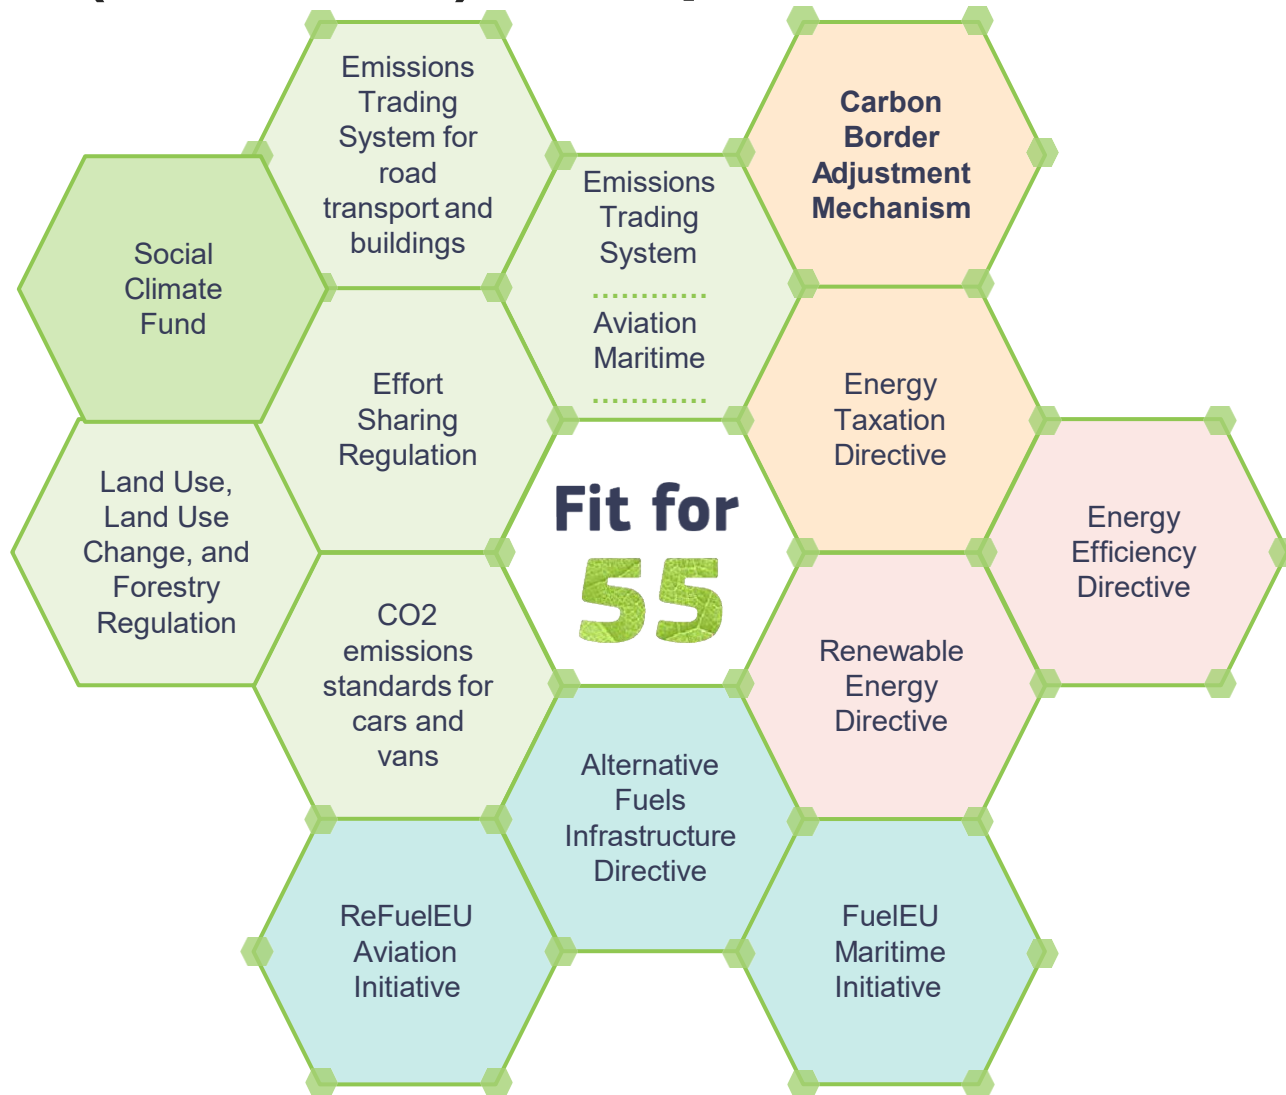 Emissions
Trading
System for
road
transport and
buildings
Carbon
Border
Adjustment
Mechanism
Emissions
Trading
System
............
Aviation
Maritime
............
Social
Climate
Fund
Effort
Sharing
Regulation
Energy
Taxation
Directive
Land Use,
Land Use
Change, and
Forestry
Regulation
Fit for
55
Energy
Efficiency
Directive
CO2
emissions
standards for
cars and
vans
Renewable
Energy
Directive
Alternative
Fuels
Infrastructure
Directive
ReFuelEU
Aviation
Initiative
FuelEU
Maritime
Initiative